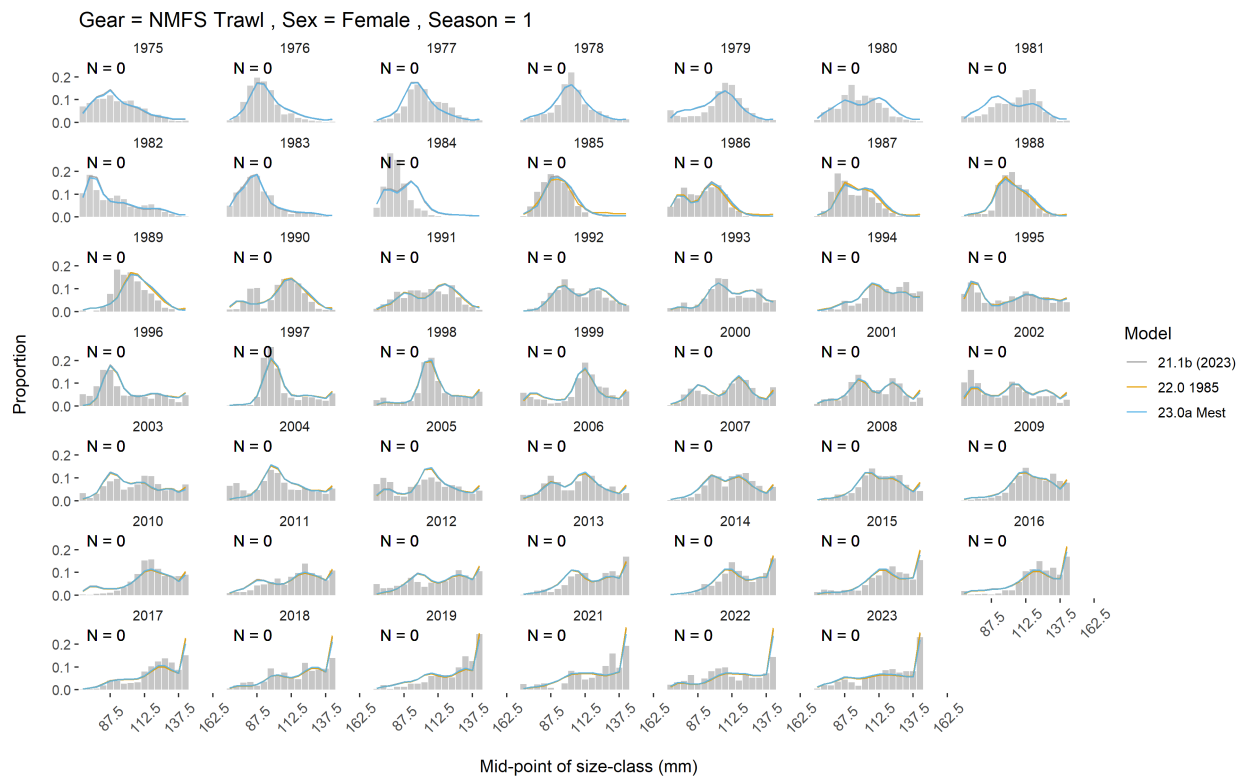 Gear = NMFS Trawl , Sex = Female , Season = 1
1975 1976 1977 1978 1979 1980 1981
N = 0 N = 0 N = 0 N = 0 N = 0 N = 0 N = 0
0.2
0.1
0.0
1982 1983 1984 1985 1986 1987 1988
N = 0 N = 0 N = 0 N = 0 N = 0 N = 0 N = 0
0.2
0.1
0.0
1989 1990 1991 1992 1993 1994 1995
N = 0 N = 0 N = 0 N = 0 N = 0 N = 0 N = 0
0.2
0.1
0.0
1996 1997 1998 1999 2000 2001 2002
N = 0 N = 0 N = 0 N = 0 N = 0 N = 0 N = 0
0.2
0.1
0.0
2003 2004 2005 2006 2007 2008 2009
N = 0 N = 0 N = 0 N = 0 N = 0 N = 0 N = 0
0.2
0.1
0.0
2010 2011 2012 2013 2014 2015 2016
N = 0 N = 0 N = 0 N = 0 N = 0 N = 0 N = 0
0.2
0.1
0.0
87.5 112.5 137.5 162.5
2017 2018 2019 2021 2022 2023
N = 0 N = 0 N = 0 N = 0 N = 0 N = 0
0.2
0.1
0.0
87.5 112.5 137.5 162.5 87.5 112.5 137.5 162.5 87.5 112.5 137.5 162.5 87.5 112.5 137.5 162.5 87.5 112.5 137.5 162.5 87.5 112.5 137.5 162.5
Proportion
Mid-point of size-class (mm)
Model
21.1b (2023)
22.0 1985
23.0a Mest